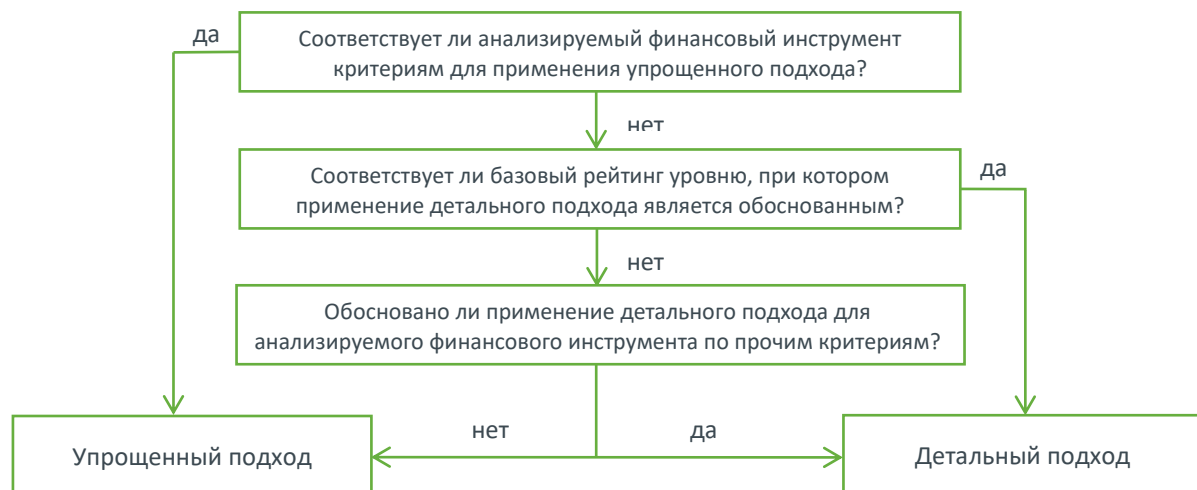 да
Соответствует ли анализируемый финансовый инструмент
критериям для применения упрощенного подхода?
нет
Соответствует ли базовый рейтинг уровню, при котором
применение детального подхода является обоснованным?
да
нет
Обосновано ли применение детального подхода для
анализируемого финансового инструмента по прочим критериям?
нет
да
Упрощенный подход
Детальный подход